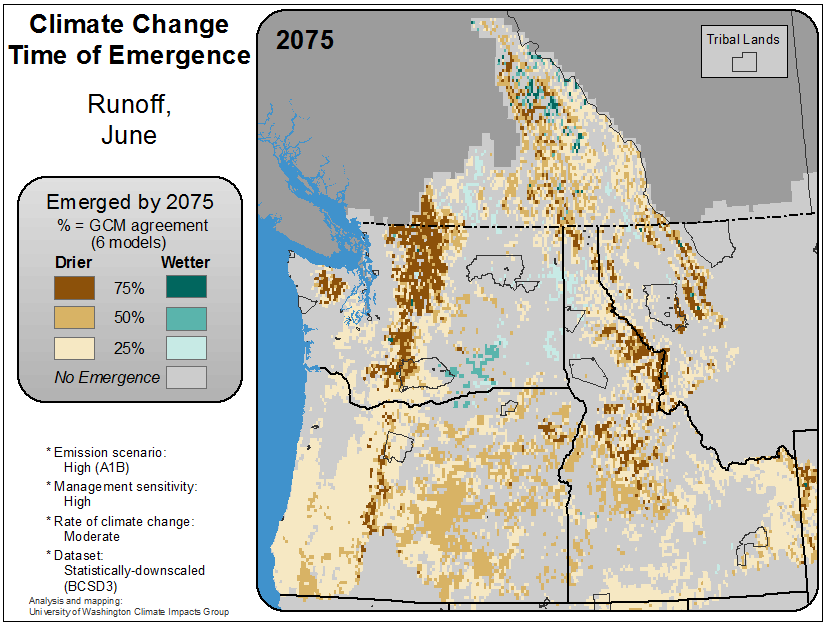 Climate Change
Time of Emergence
Runoff,
June
Emerged by 2075
% = GCM agreement
(6 models)
Drier Wetter
75%
50%
25%
No Emergence
* Emission scenario:
High (A1B)
* Management sensitivity:
High
* Rate of climate change:
Moderate
* Dataset:
Statistically-downscaled
(BCSD3)
Analysis and mapping:
University of Washington Climate Impacts Group
2075
Tribal Lands